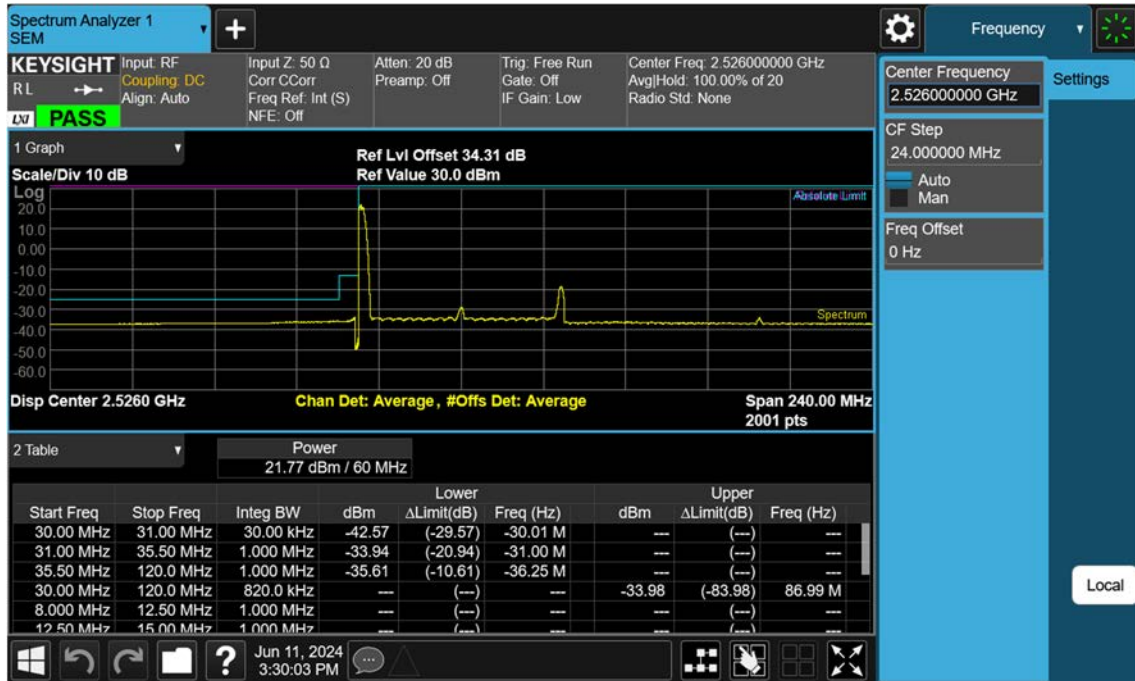 Spectrum Analyzer 1
SEM
Frequency
KEYSIGHT
R L
LXI
PASS
Input: RF
Coupling: DC
Align: Auto
Input Z: 50 Ω
Corr CCorr
Freq Ref: Int (S)
NFE: Off
Atten: 20 dB
Preamp: Off
Trig: Free Run
Gate: Off
IF Gain: Low
Center Freq: 2.526000000 GHz
Avg|Hold: 100.00% of 20
Radio Std: None
Center Frequency
2.526000000 GHz
Settings
CF Step
24.000000 MHz
Auto
Man
Freq Offset
0 Hz
1 Graph
Ref Lvl Offset 34.31 dB
Scale/Div 10 dB
Ref Value 30.0 dBm
Log
Absolute Limit
20.0
10.0
0.00
-10.0
-20.0
-30.0
Spectrum
-40.0
-50.0
-60.0
Disp Center 2.5260 GHz
Chan Det: Average, #Offs Det: Average
Span 240.00 MHz
2001 pts
2 Table
Power
21.77 dBm / 60 MHz
Lower Upper
Start Freq Stop Freq Integ BW dBm ΔLimit(dB) Freq (Hz) dBm ΔLimit(dB) Freq (Hz)
30.00 MHz 31.00 MHz 30.00 kHz -42.57 (-29.57) -30.01 M --- (---) ---
31.00 MHz 35.50 MHz 1.000 MHz -33.94 (-20.94) -31.00 M --- (---) ---
35.50 MHz 120.0 MHz 1.000 MHz -35.61 (-10.61) -36.25 M --- (---) ---
30.00 MHz 120.0 MHz 820.0 kHz --- (---) --- -33.98 (-83.98) 86.99 M
8.000 MHz 12.50 MHz 1.000 MHz --- (---) --- --- (---) ---
12.50 MHz 15.00 MHz 1.000 MHz --- (---) --- --- (---) ---
Local
Jun 11, 2024
3:30:03 PM